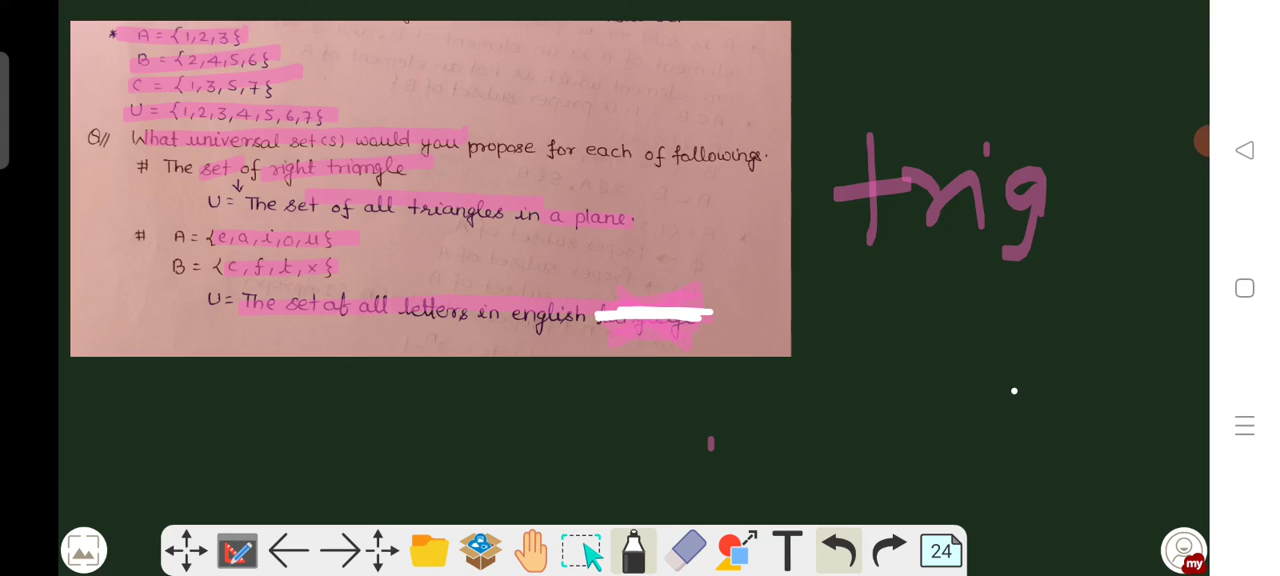 * A = {1,2,3}
B = {2,4,5,6}
C = {1,3,5,7}
U = {1,2,3,4,5,6,7}
Q// What universal set(s) would you propose for each of followings.
# The set of right triangle
U = The set of all triangles in a plane.
# A = {e,a,i,o,u}
B = {c,f,t,x}
U = The set of all letters in english
trig
24
my